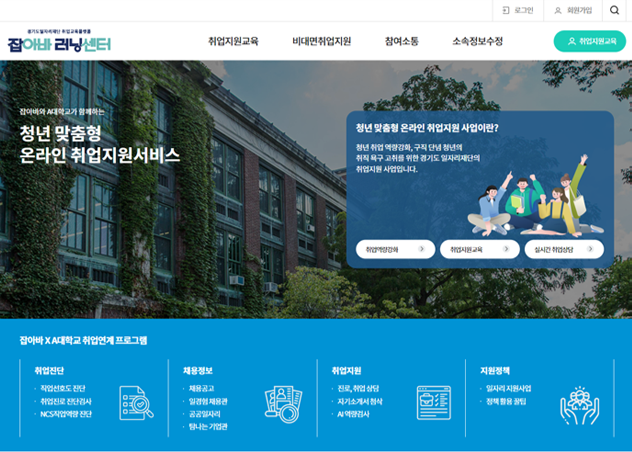 로그인
회원가입
경기도일자리재단 취업교육플랫폼
잡아바 러닝센터
취업지원교육
비대면취업지원
참여소통
소속정보수정
취업지원교육
잡아바와 A대학교가 함께하는
청년 맞춤형
온라인 취업지원서비스
청년 맞춤형 온라인 취업지원 사업이란?
청년 취업 역량강화, 구직 단념 청년의
취직 욕구 고취를 위한 경기도 일자리재단의
취업지원 사업입니다.
취업역량강화
취업지원교육
실시간 취업상담
잡아바 X A대학교 취업연계 프로그램
취업진단
· 직업선호도 진단
· 취업진로 진단검사
· NCS직업역량 진단
채용정보
· 채용공고
· 일경험 채용관
· 공공일자리
· 탐나는 기업관
취업지원
· 진로, 취업 상담
· 자기소개서 첨삭
· AI 역량검사
지원정책
· 일자리 지원사업
· 정책 활용 꿀팁